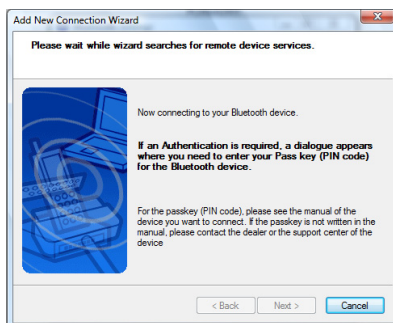 Add New Connection Wizard
Please wait while wizard searches for remote device services.
Now connecting to your Bluetooth device.
If an Authentication is required, a dialogue appears
where you need to enter your Pass key (PIN code)
for the Bluetooth device.
For the passkey (PIN code), please see the manual of the
device you want to connect. If the passkey is not written in the
manual, please contact the dealer or the support center of the
device
< Back
Next >
Cancel